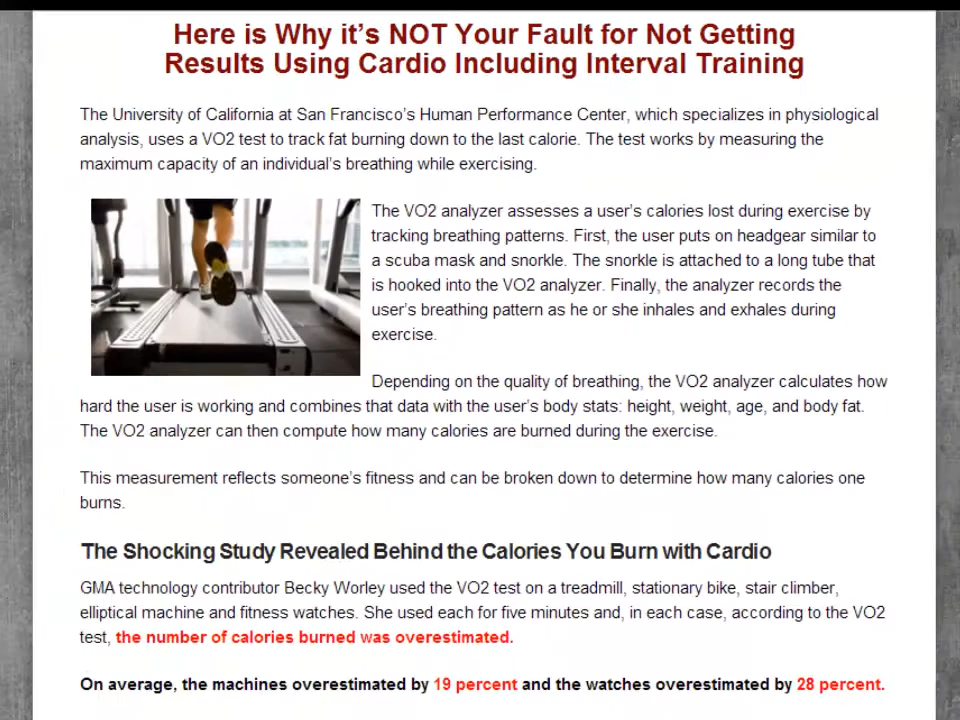 Here is Why it's NOT Your Fault for Not Getting
Results Using Cardio Including Interval Training
The University of California at San Francisco's Human Performance Center, which specializes in physiological
analysis, uses a VO2 test to track fat burning down to the last calorie. The test works by measuring the
maximum capacity of an individual's breathing while exercising.
The VO2 analyzer assesses a user's calories lost during exercise by
tracking breathing patterns. First, the user puts on headgear similar to
a scuba mask and snorkle. The snorkle is attached to a long tube that
is hooked into the VO2 analyzer. Finally, the analyzer records the
user's breathing pattern as he or she inhales and exhales during
exercise.
Depending on the quality of breathing, the VO2 analyzer calculates how
hard the user is working and combines that data with the user's body stats: height, weight, age, and body fat.
The VO2 analyzer can then compute how many calories are burned during the exercise.
This measurement reflects someone's fitness and can be broken down to determine how many calories one
burns.
The Shocking Study Revealed Behind the Calories You Burn with Cardio
GMA technology contributor Becky Worley used the VO2 test on a treadmill, stationary bike, stair climber,
elliptical machine and fitness watches. She used each for five minutes and, in each case, according to the VO2
test, the number of calories burned was overestimated.
On average, the machines overestimated by 19 percent and the watches overestimated by 28 percent.